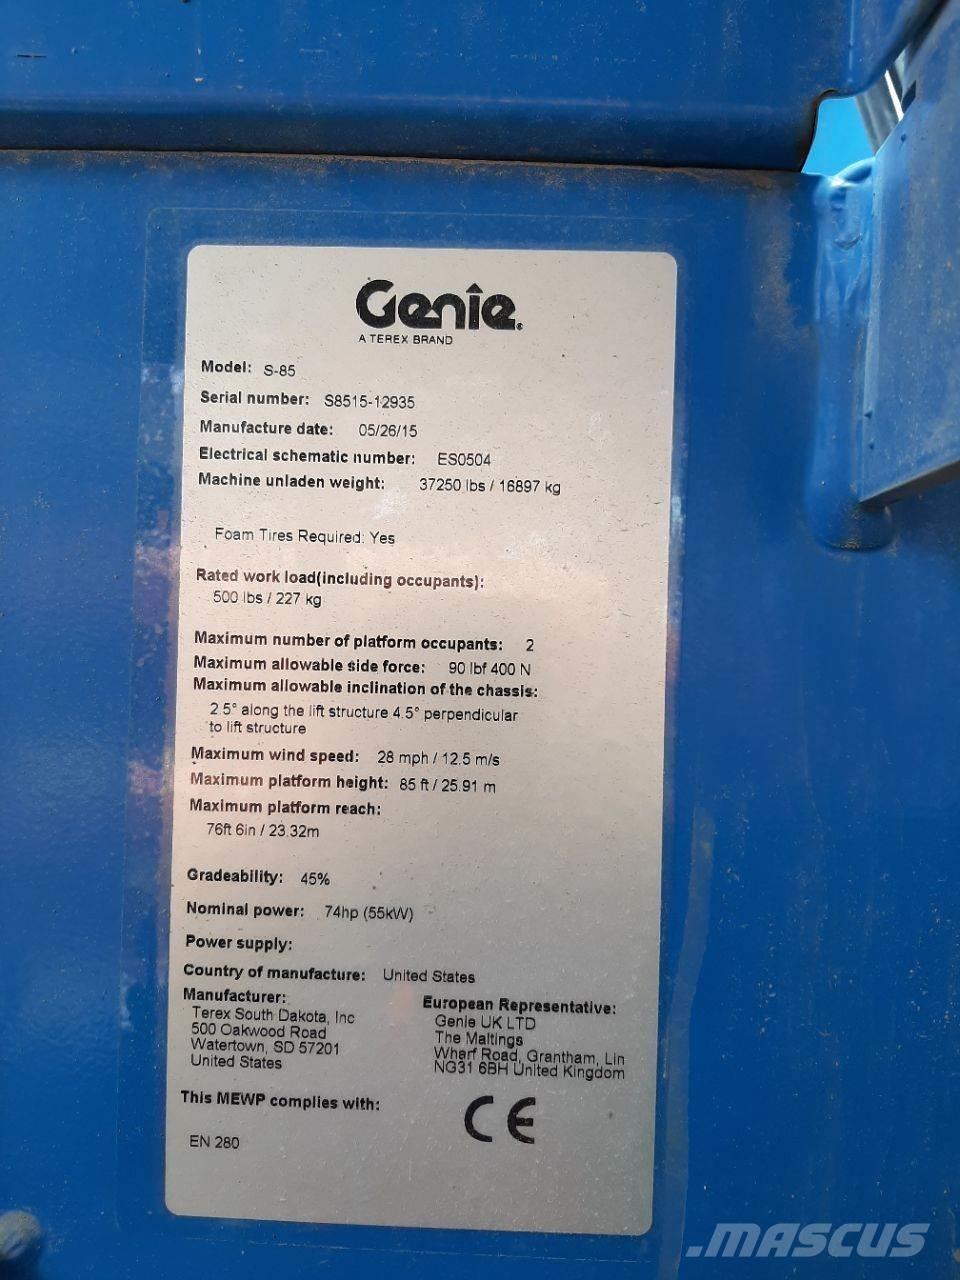 Genie
A TEREX BRAND
Model: S-85
Serial number: S8515-12935
Manufacture date: 05/26/15
Electrical schematic number: ES0504
Machine unladen weight: 37250 lbs / 16897 kg
Foam Tires Required: Yes
Rated work load(including occupants):
500 lbs / 227 kg
Maximum number of platform occupants: 2
Maximum allowable side force: 90 lbf 400 N
Maximum allowable inclination of the chassis:
2.5° along the lift structure 4.5° perpendicular
to lift structure
Maximum wind speed: 28 mph / 12.5 m/s
Maximum platform height: 85 ft / 25.91 m
Maximum platform reach:
76ft 6in / 23.32m
Gradeability: 45%
Nominal power: 74hp (55kW)
Power supply:
Country of manufacture: United States
Manufacturer:
Terex South Dakota, Inc
500 Oakwood Road
Watertown, SD 57201
United States
European Representative:
Genie UK LTD
The Maltings
Wharf Road, Grantham, Lin
NG31 6BH United Kingdom
This MEWP complies with:
CE
EN 280
MASCUS